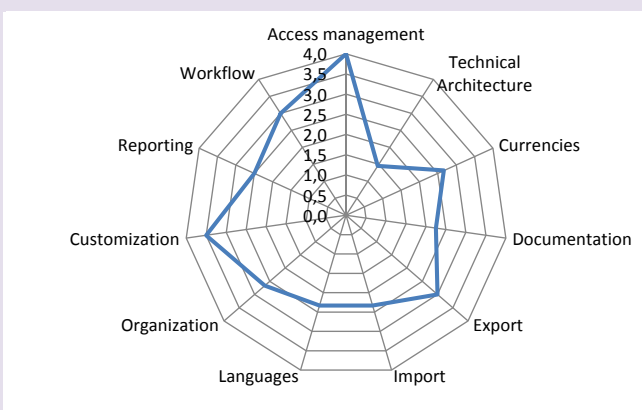 Access management
Technical
Architecture
Currencies
Documentation
Export
Import
Languages
Organization
Customization
Reporting
Workflow
4,0
3,5
3,0
2,5
2,0
1,5
1,0
0,5
0,0